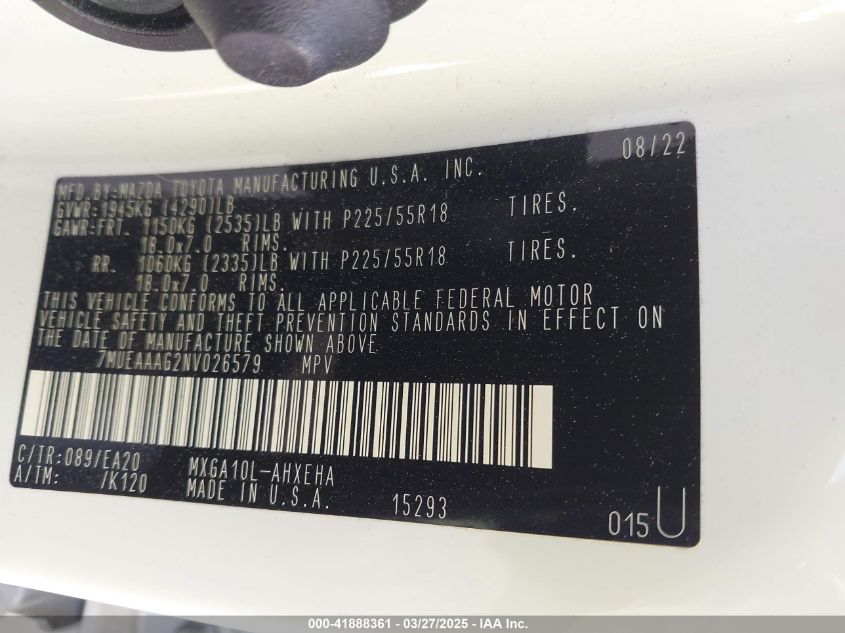 08/22
MFD.BY:MAZDA TOYOTA MANUFACTURING U.S.A. INC.
GVWR:1945KG (4290)LB
GAWR:FRT. 1150KG (2535)LB WITH P225/55R18 TIRES.
18.0x7.0 RIMS.
RR. 1060KG (2335)LB WITH P225/55R18 TIRES.
18.0x7.0 RIMS.
THIS VEHICLE CONFORMS TO ALL APPLICABLE FEDERAL MOTOR
VEHICLE SAFETY AND THEFT PREVENTION STANDARDS IN EFFECT ON
THE DATE OF MANUFACTURE SHOWN ABOVE
7MUEAAAG2NV026579 MPV
C/TR:089/EA20 MXGA10L-AHXEHA
A/TM: /K120 MADE IN U.S.A. 15293 015U
000-41888361 - 03/27/2025 - IAA Inc.